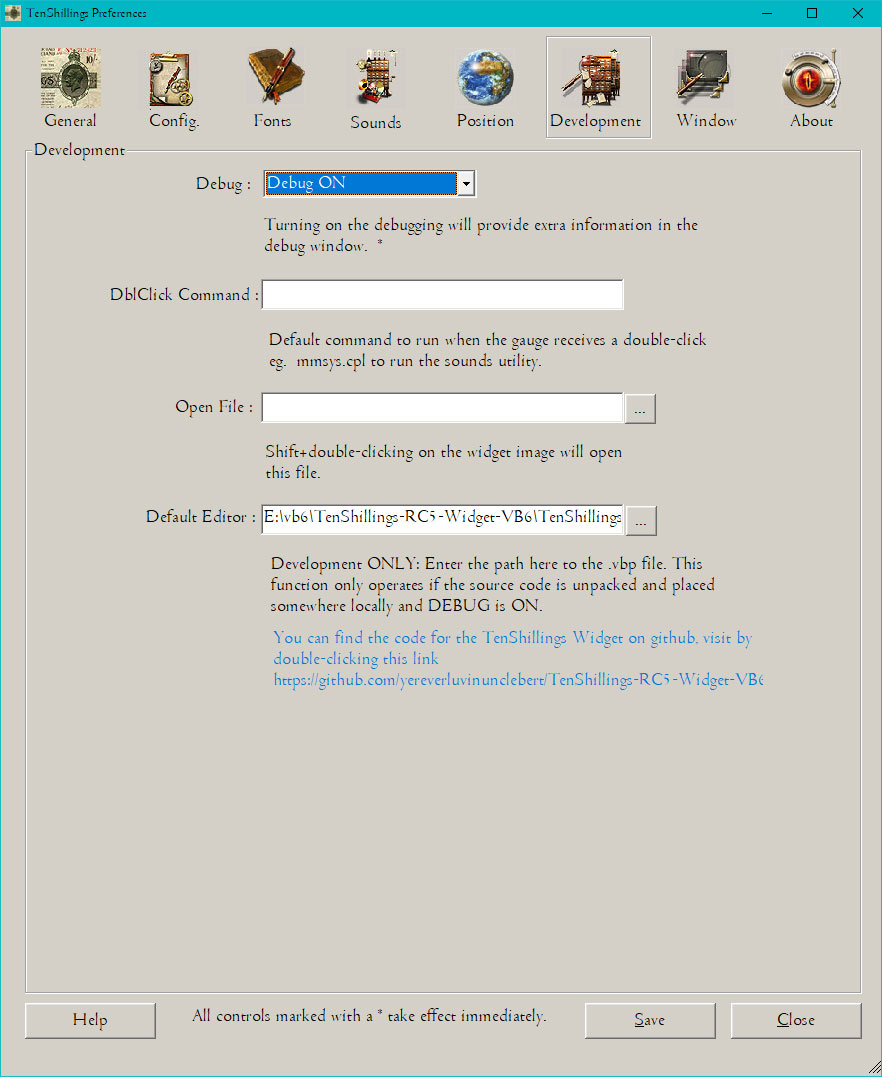 TenShillings Preferences
General
Config.
Fonts
Sounds
Position
Development
Window
About
Development
Debug :
Debug ON
Turning on the debugging will provide extra information in the
debug window. *
DblClick Command :
Default command to run when the gauge receives a double-click
eg. mmsys.cpl to run the sounds utility.
Open File :
...
Shift+double-clicking on the widget image will open
this file.
Default Editor :
E:\vb6\TenShillings-RC5-Widget-VB6\TenShillings
...
Development ONLY: Enter the path here to the .vbp file. This
function only operates if the source code is unpacked and placed
somewhere locally and DEBUG is ON.
You can find the code for the TenShillings Widget on github, visit by
double-clicking this link
https://github.com/yereverluvinunclebert/TenShillings-RC5-Widget-VB6
Help
All controls marked with a * take effect immediately.
Save
Close